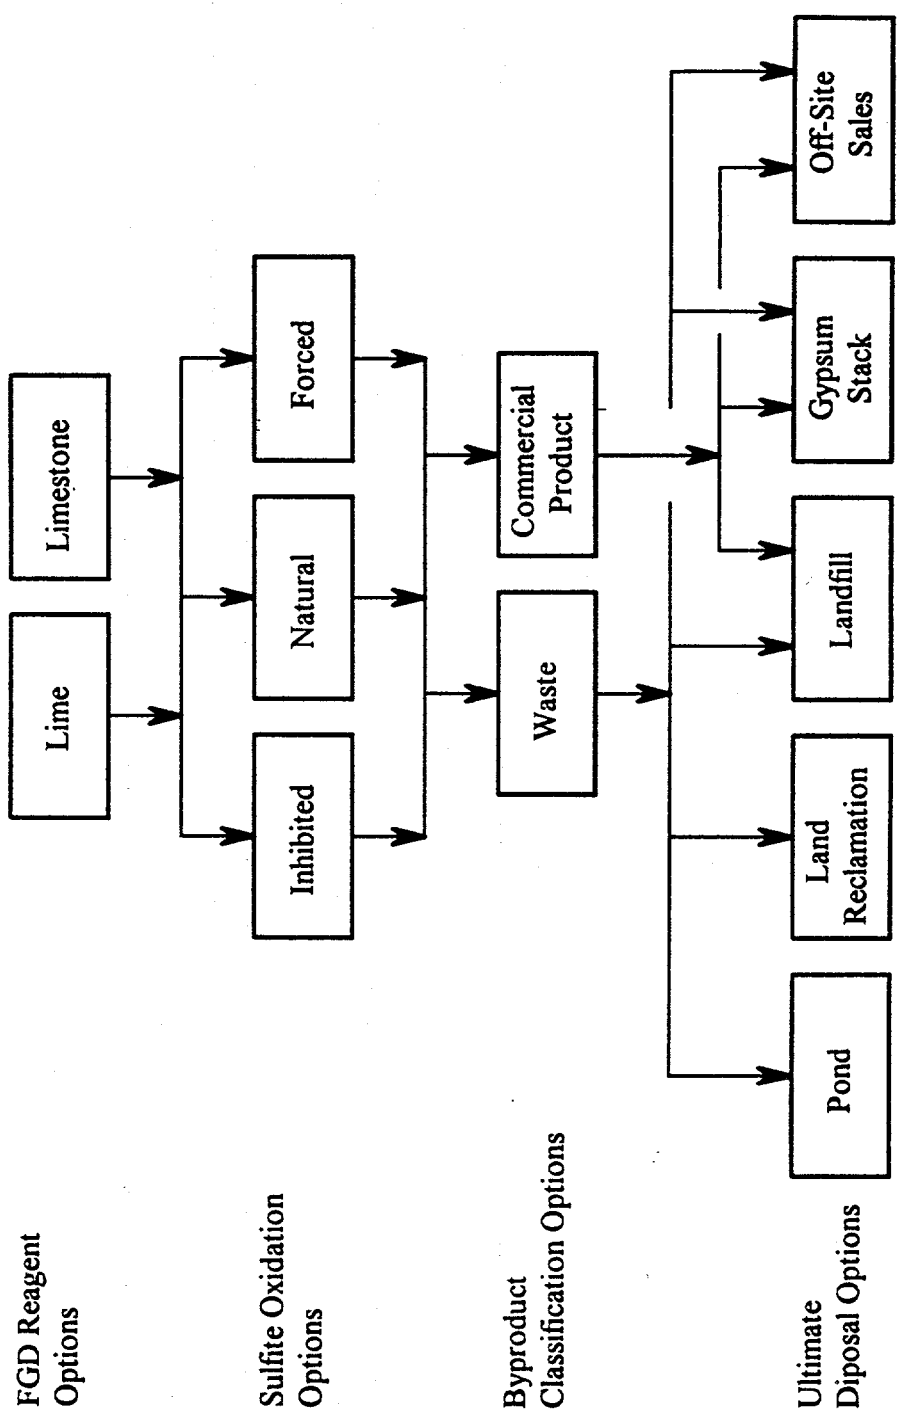 FGD Reagent
Options
Lime
Limestone
Sulfite Oxidation
Options
Inhibited
Natural
Forced
Byproduct
Classification Options
Waste
Commercial
Product
Ultimate
Diposal Options
Pond
Land
Reclamation
Landfill
Gypsum
Stack
Off-Site
Sales